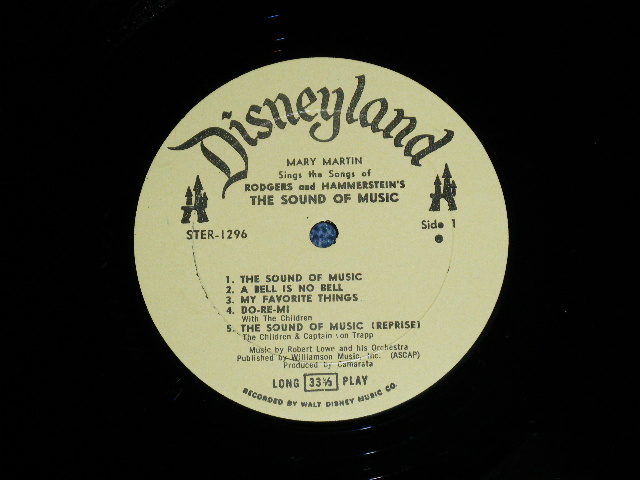 Disneyland
MARY MARTIN
Sings the Songs of
RODGERS and HAMMERSTEIN'S
THE SOUND OF MUSIC
STER-1296
Side 1
1. THE SOUND OF MUSIC
2. A BELL IS NO BELL
3. MY FAVORITE THINGS
4. DO-RE-MI
With The Children
5. THE SOUND OF MUSIC (REPRISE)
The Children & Captain von Trapp
Music by Robert Lowe and his Orchestra
Published by Williamson Music, Inc. (ASCAP)
Produced by Camarata
LONG 33⅓ PLAY
RECORDED BY WALT DISNEY MUSIC CO.